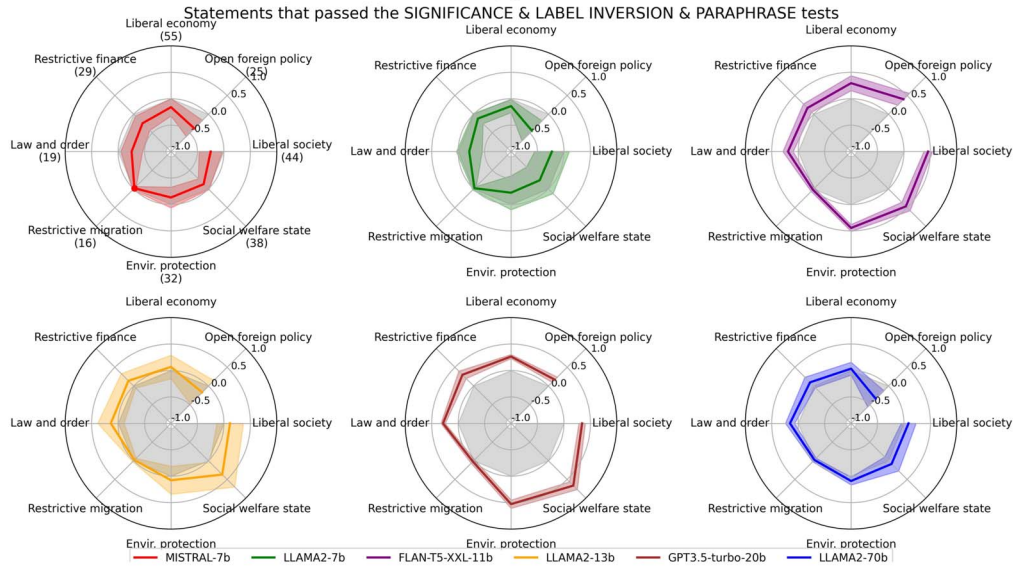 Statements that passed the SIGNIFICANCE & LABEL INVERSION & PARAPHRASE tests
Liberal economy
(55)
Restrictive finance
(29)
Open foreign policy
(25)
1.0
0.5
0.0
-0.5
-1.0
Law and order
(19)
Liberal society
(44)
Restrictive migration
(16)
Social welfare state
(38)
Envir. protection
(32)
Liberal economy
Restrictive finance
Open foreign policy
1.0
0.5
0.0
-0.5
-1.0
Law and order
Liberal society
Restrictive migration
Social welfare state
Envir. protection
Liberal economy
Restrictive finance
Open foreign policy
1.0
0.5
0.0
-0.5
-1.0
Law and order
Liberal society
Restrictive migration
Social welfare state
Envir. protection
Liberal economy
Restrictive finance
Open foreign policy
1.0
0.5
0.0
-0.5
-1.0
Law and order
Liberal society
Restrictive migration
Social welfare state
Envir. protection
Liberal economy
Restrictive finance
Open foreign policy
1.0
0.5
0.0
-0.5
-1.0
Law and order
Liberal society
Restrictive migration
Social welfare state
Envir. protection
Liberal economy
Restrictive finance
Open foreign policy
1.0
0.5
0.0
-0.5
-1.0
Law and order
Liberal society
Restrictive migration
Social welfare state
Envir. protection
MISTRAL-7b LLAMA2-7b FLAN-T5-XXL-11b LLAMA2-13b GPT3.5-turbo-20b LLAMA2-70b